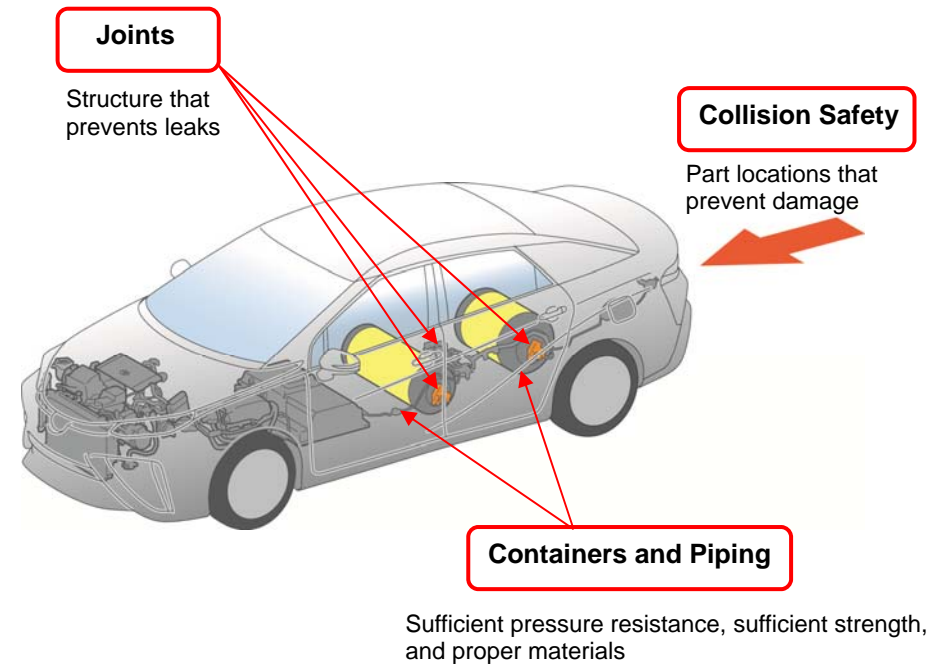 Joints
Structure that
prevents leaks
Collision Safety
Part locations that
prevent damage
Containers and Piping
Sufficient pressure resistance, sufficient strength,
and proper materials